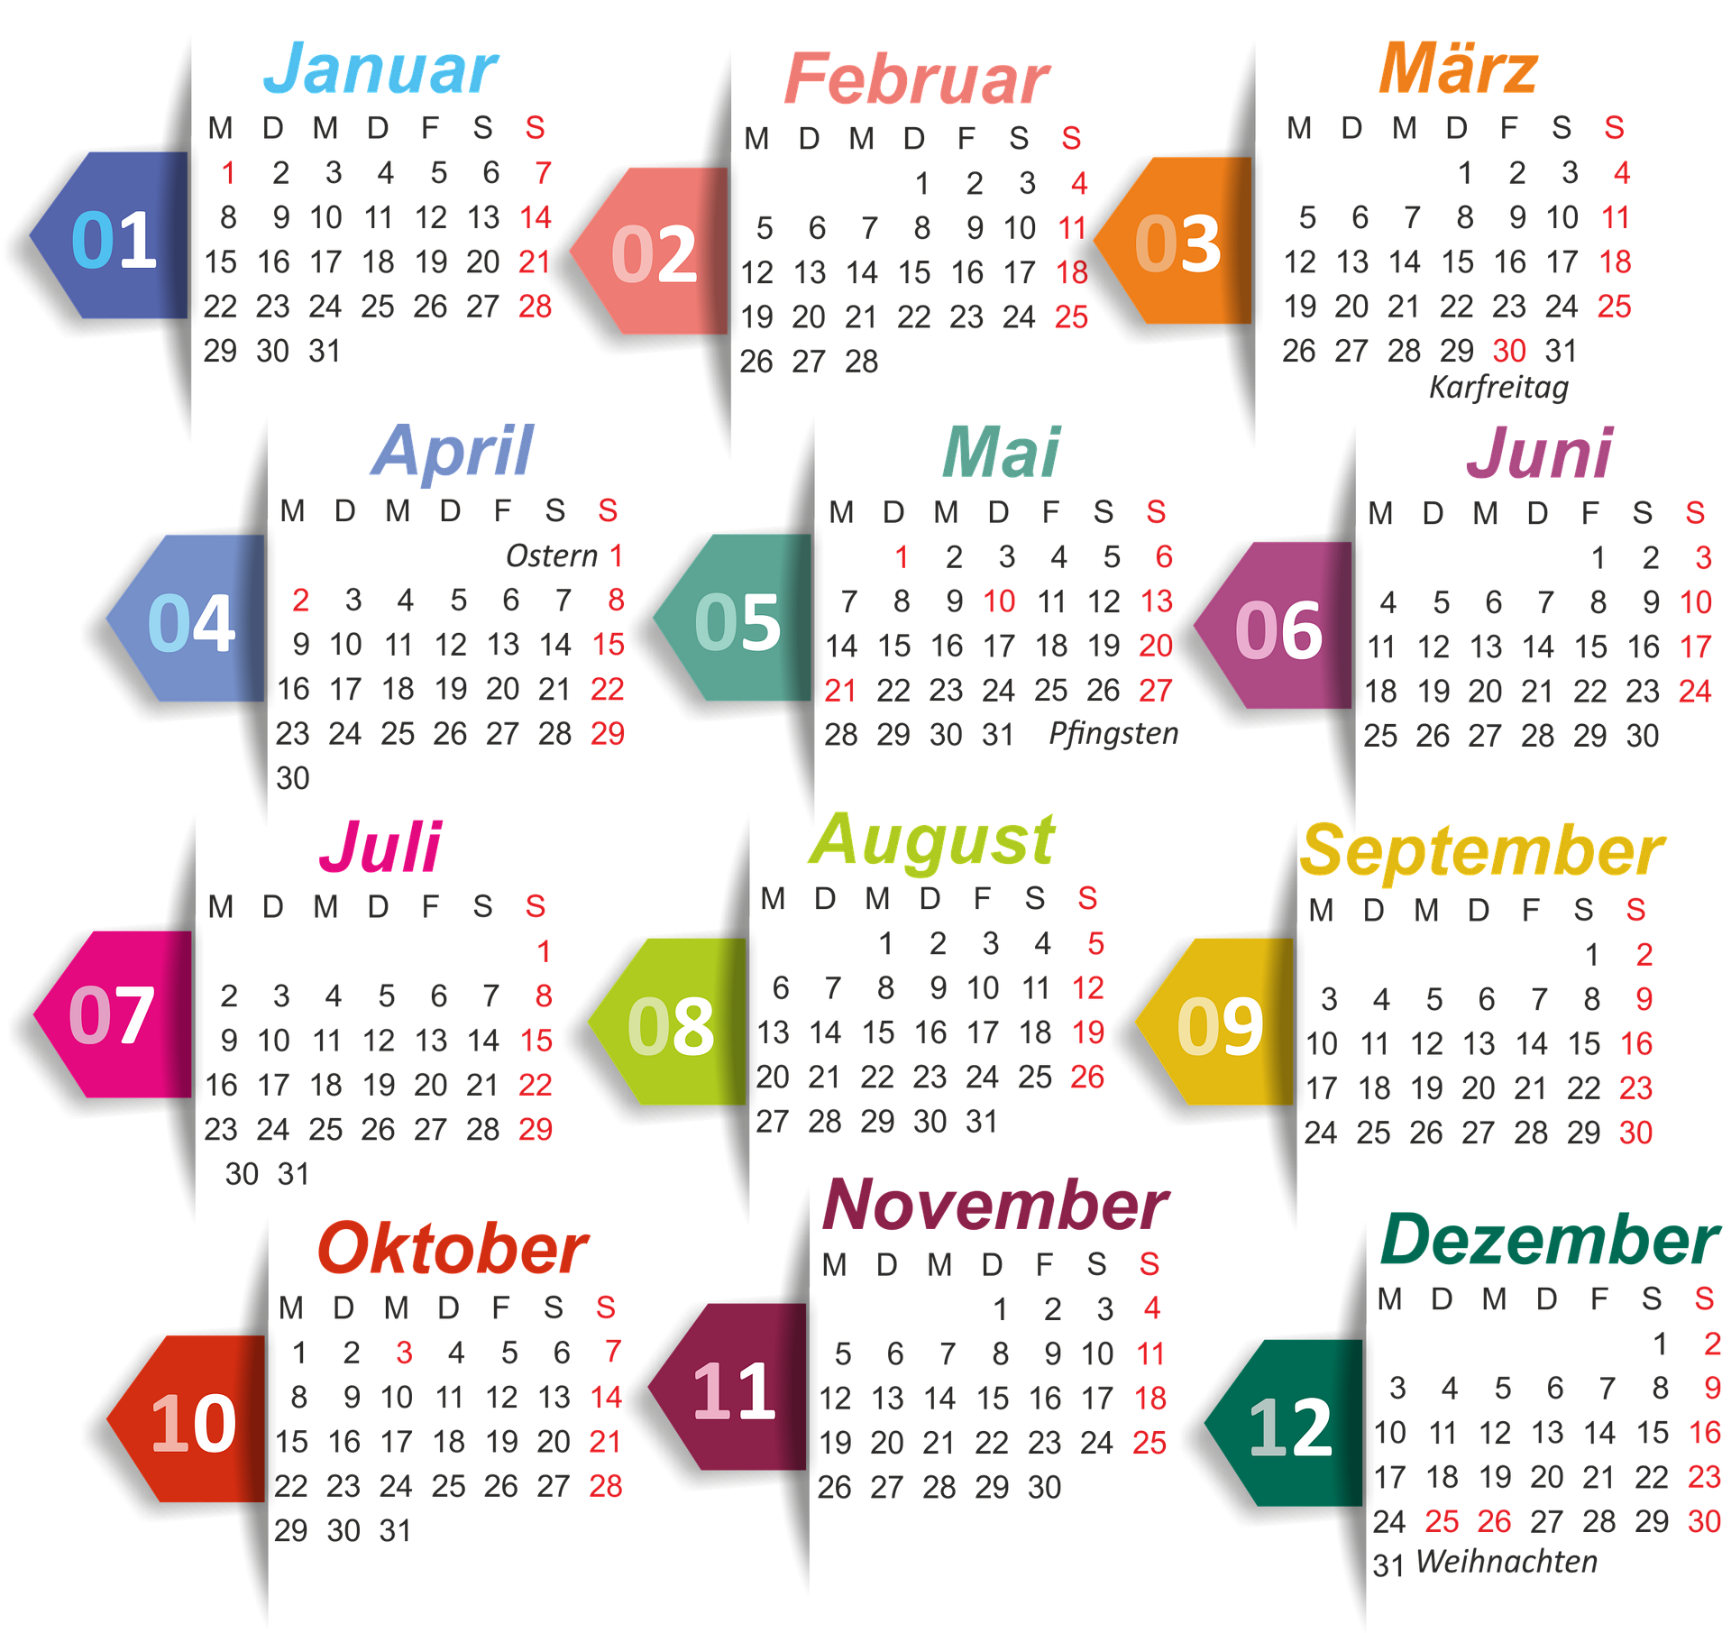 Januar
M D M D F S S
01
1 2 3 4 5 6 7
8 9 10 11 12 13 14
15 16 17 18 19 20 21
22 23 24 25 26 27 28
29 30 31
Februar
M D M D F S S
02
1 2 3 4
5 6 7 8 9 10 11
12 13 14 15 16 17 18
19 20 21 22 23 24 25
26 27 28
März
M D M D F S S
03
1 2 3 4
5 6 7 8 9 10 11
12 13 14 15 16 17 18
19 20 21 22 23 24 25
26 27 28 29 30 31
Karfreitag
April
M D M D F S S
04
Ostern 1
2 3 4 5 6 7 8
9 10 11 12 13 14 15
16 17 18 19 20 21 22
23 24 25 26 27 28 29
30
Mai
M D M D F S S
05
1 2 3 4 5 6
7 8 9 10 11 12 13
14 15 16 17 18 19 20
21 22 23 24 25 26 27
28 29 30 31 Pfingsten
Juni
M D M D F S S
06
1 2 3
4 5 6 7 8 9 10
11 12 13 14 15 16 17
18 19 20 21 22 23 24
25 26 27 28 29 30
Juli
M D M D F S S
07
1
2 3 4 5 6 7 8
9 10 11 12 13 14 15
16 17 18 19 20 21 22
23 24 25 26 27 28 29
30 31
August
M D M D F S S
08
1 2 3 4 5
6 7 8 9 10 11 12
13 14 15 16 17 18 19
20 21 22 23 24 25 26
27 28 29 30 31
September
M D M D F S S
09
1 2
3 4 5 6 7 8 9
10 11 12 13 14 15 16
17 18 19 20 21 22 23
24 25 26 27 28 29 30
Oktober
M D M D F S S
10
1 2 3 4 5 6 7
8 9 10 11 12 13 14
15 16 17 18 19 20 21
22 23 24 25 26 27 28
29 30 31
November
M D M D F S S
11
1 2 3 4
5 6 7 8 9 10 11
12 13 14 15 16 17 18
19 20 21 22 23 24 25
26 27 28 29 30
Dezember
M D M D F S S
12
1 2
3 4 5 6 7 8 9
10 11 12 13 14 15 16
17 18 19 20 21 22 23
24 25 26 27 28 29 30
31 Weihnachten